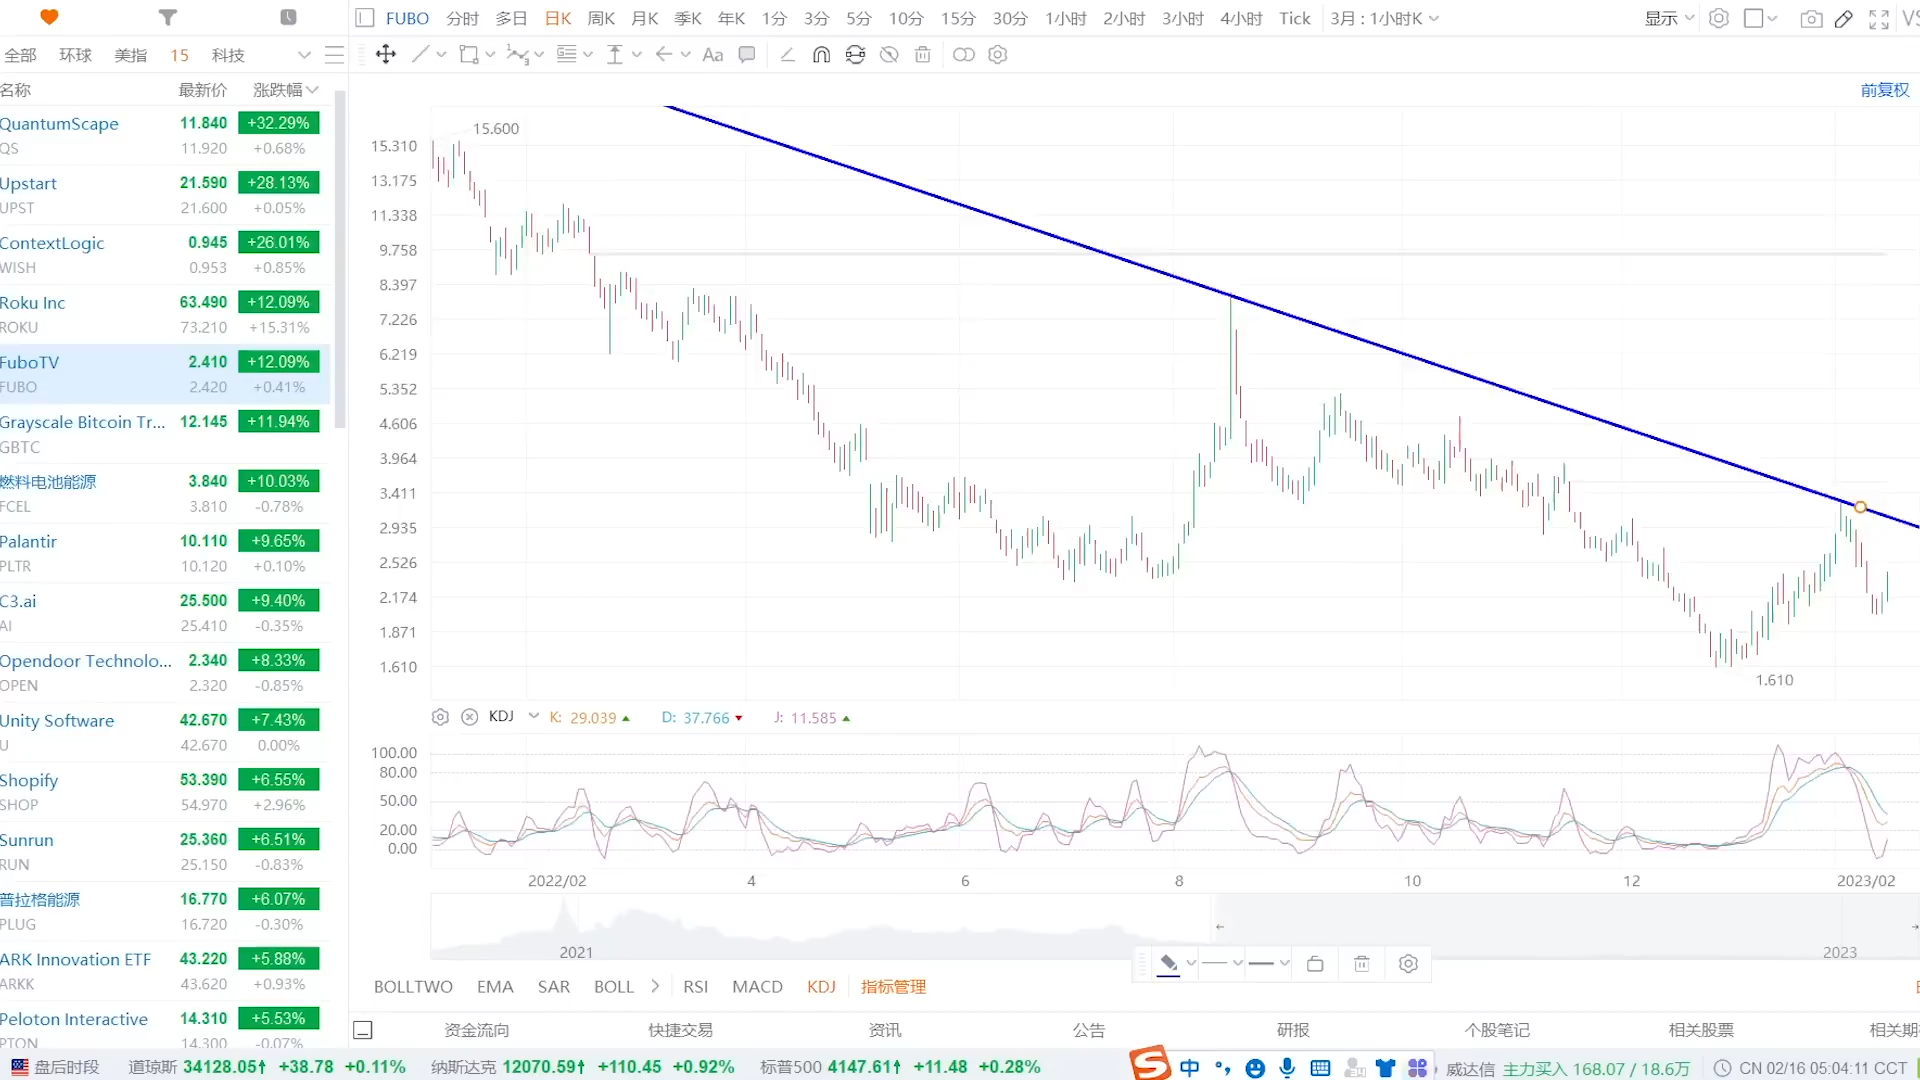 FUBO 分时 多日 日K 周K 月K 季K 年K 1分 3分 5分 10分 15分 30分 1小时 2小时 3小时 4小时 Tick 3月 : 1小时K 显示 VS
全部 环球 美指 15 科技
Aa
名称 最新价 涨跌幅
前复权
QuantumScape 11.840 +32.29%
QS 11.920 +0.68%
Upstart 21.590 +28.13%
UPST 21.600 +0.05%
ContextLogic 0.945 +26.01%
WISH 0.953 +0.85%
Roku Inc 63.490 +12.09%
ROKU 73.210 +15.31%
FuboTV 2.410 +12.09%
FUBO 2.420 +0.41%
Grayscale Bitcoin Tr... 12.145 +11.94%
GBTC
燃料电池能源 3.840 +10.03%
FCEL 3.810 -0.78%
Palantir 10.110 +9.65%
PLTR 10.120 +0.10%
C3.ai 25.500 +9.40%
AI 25.410 -0.35%
Opendoor Technolo... 2.340 +8.33%
OPEN 2.320 -0.85%
Unity Software 42.670 +7.43%
U 42.670 0.00%
Shopify 53.390 +6.55%
SHOP 54.970 +2.96%
Sunrun 25.360 +6.51%
RUN 25.150 -0.83%
普拉格能源 16.770 +6.07%
PLUG 16.720 -0.30%
ARK Innovation ETF 43.220 +5.88%
ARKK 43.620 +0.93%
Peloton Interactive 14.310 +5.53%
PTON 14.300 -0.07%
15.600
15.310
13.175
11.338
9.758
8.397
7.226
6.219
5.352
4.606
3.964
3.411
2.935
2.526
2.174
1.871
1.610
1.610
KDJ K: 29.039 D: 37.766 J: 11.585
100.00
80.00
50.00
20.00
0.00
2022/02 4 6 8 10 12 2023/02
2021 2023
BOLLTWO EMA SAR BOLL RSI MACD KDJ 指标管理
资金流向 快捷交易 资讯 公告 研报 个股笔记 相关股票 相关期
盘后时段 道琼斯 34128.05 +38.78 +0.11% 纳斯达克 12070.59 +110.45 +0.92% 标普500 4147.61 +11.48 +0.28% 中 威达信 主力买入 168.07 / 18.6万 CN 02/16 05:04:11 CCT